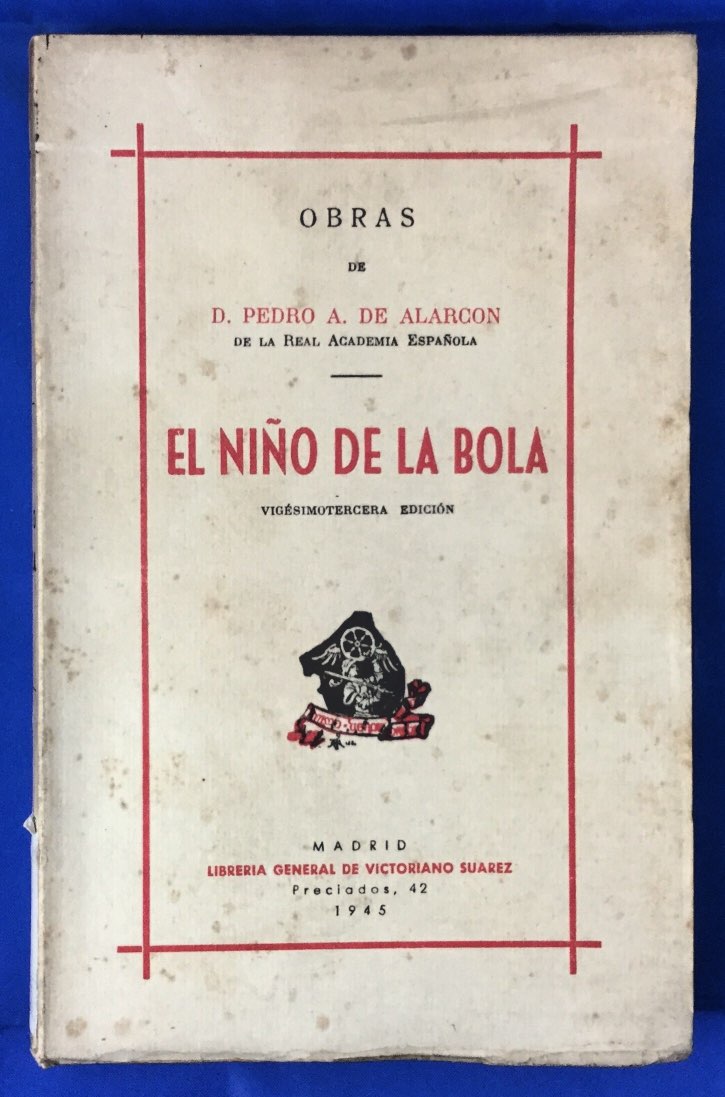 OBRAS
DE
D. PEDRO A. DE ALARCON
DE LA REAL ACADEMIA ESPAÑOLA
EL NIÑO DE LA BOLA
VIGÉSIMOTERCERA EDICIÓN
MADRID
LIBRERIA GENERAL DE VICTORIANO SUAREZ
Preciados, 42
1945